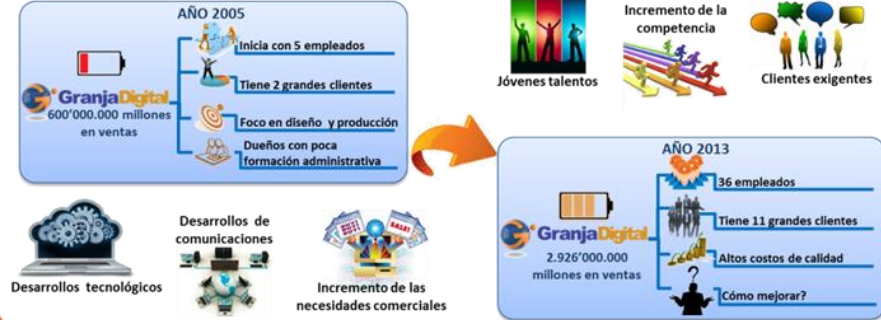 AÑO 2005
GranjaDigital
600'000.000 millones
en ventas
Inicia con 5 empleados
Tiene 2 grandes clientes
Foco en diseño y producción
Dueños con poca
formación administrativa
Jóvenes talentos
Incremento de la
competencia
Clientes exigentes
Desarrollos tecnológicos
Desarrollos de
comunicaciones
SALE!
Incremento de las
necesidades comerciales
AÑO 2013
GranjaDigital
2.926'000.000
millones en ventas
36 empleados
Tiene 11 grandes clientes
Altos costos de calidad
?
Cómo mejorar?